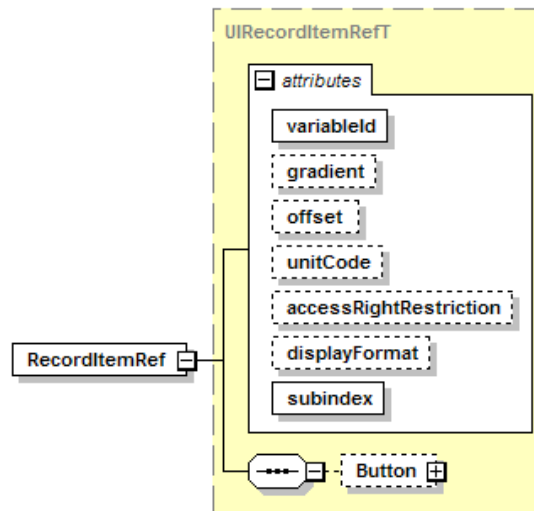 UIRecordItemRefT
attributes
variableId
gradient
offset
unitCode
accessRightRestriction
displayFormat
RecordItemRef
subindex
Button